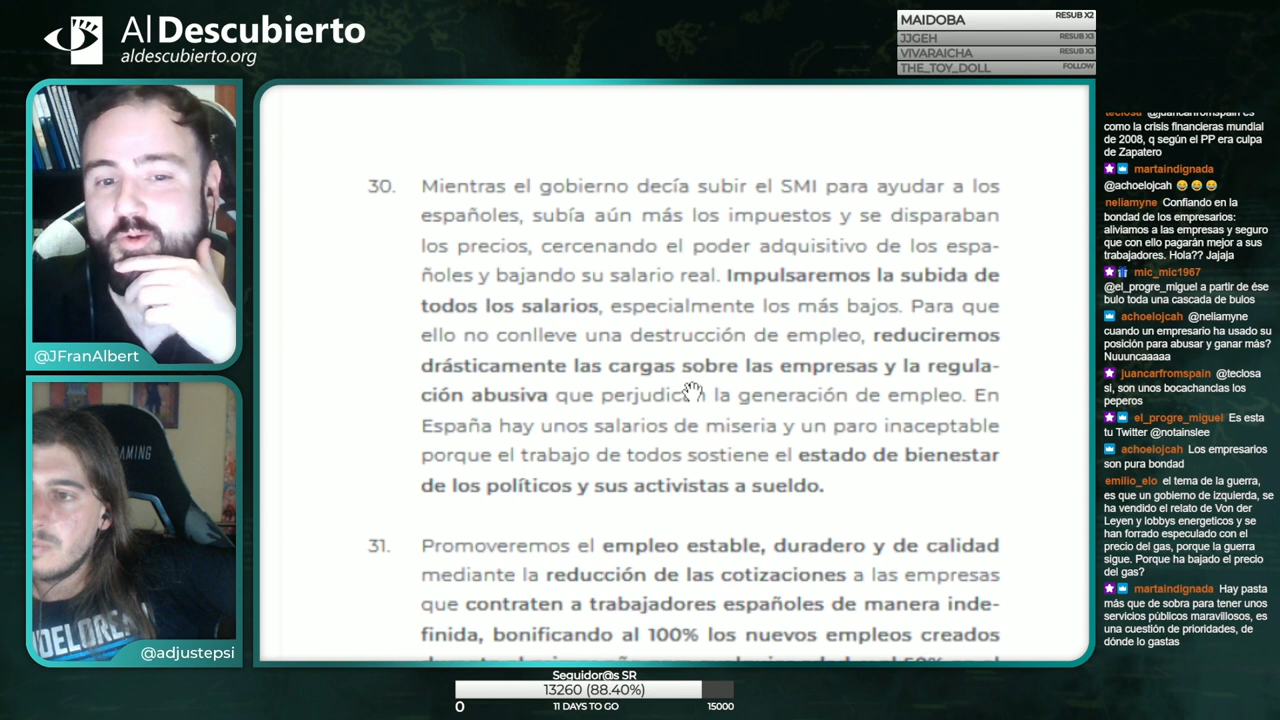 Al Descubierto
aldescubierto.org
MAIDOBA RESUB X2
JJGEH RESUB X3
VIVARAICHA RESUB X3
THE_TOY_DOLL FOLLOW
@JFranAlbert
GAMING
DELOREA
@adjustepsi
30. Mientras el gobierno decía subir el SMI para ayudar a los
españoles, subía aún más los impuestos y se disparaban
los precios, cercenando el poder adquisitivo de los espa-
ñoles y bajando su salario real. Impulsaremos la subida de
todos los salarios, especialmente los más bajos. Para que
ello no conlleve una destrucción de empleo, reduciremos
drásticamente las cargas sobre las empresas y la regula-
ción abusiva que perjudic la generación de empleo. En
España hay unos salarios de miseria y un paro inaceptable
porque el trabajo de todos sostiene el estado de bienestar
de los políticos y sus activistas a sueldo.
31. Promoveremos el empleo estable, duradero y de calidad
mediante la reducción de las cotizaciones a las empresas
que contraten a trabajadores españoles de manera inde-
finida, bonificando al 100% los nuevos empleos creados
teclosa @juancarfromspain es
como la crisis financieras mundial
de 2008, q según el PP era culpa
de Zapatero
martaindignada
@achoelojcah
neliamyne Confiando en la
bondad de los empresarios:
aliviamos a las empresas y seguro
que con ello pagarán mejor a sus
trabajadores. Hola?? Jajaja
mic_mic1967
@el_progre_miguel a partir de ése
bulo toda una cascada de bulos
achoelojcah @neliamyne
cuando un empresario ha usado su
posición para abusar y ganar más?
Nuuncaaaaa
juancarfromspain @teclosa
si, son unos bocachanclas los
peperos
el_progre_miguel Es esta
tu Twitter @notainslee
achoelojcah Los empresarios
son pura bondad
emilio_elo el tema de la guerra,
es que un gobierno de izquierda, se
ha vendido el relato de Von der
Leyen y lobbys energeticos y se
han forrado especulado con el
precio del gas, porque la guerra
sigue. Porque ha bajado el precio
del gas?
martaindignada Hay pasta
más que de sobra para tener unos
servicios públicos maravillosos, es
una cuestión de prioridades, de
dónde lo gastas
Seguidor@s SR
13260 (88.40%)
0 11 DAYS TO GO 15000